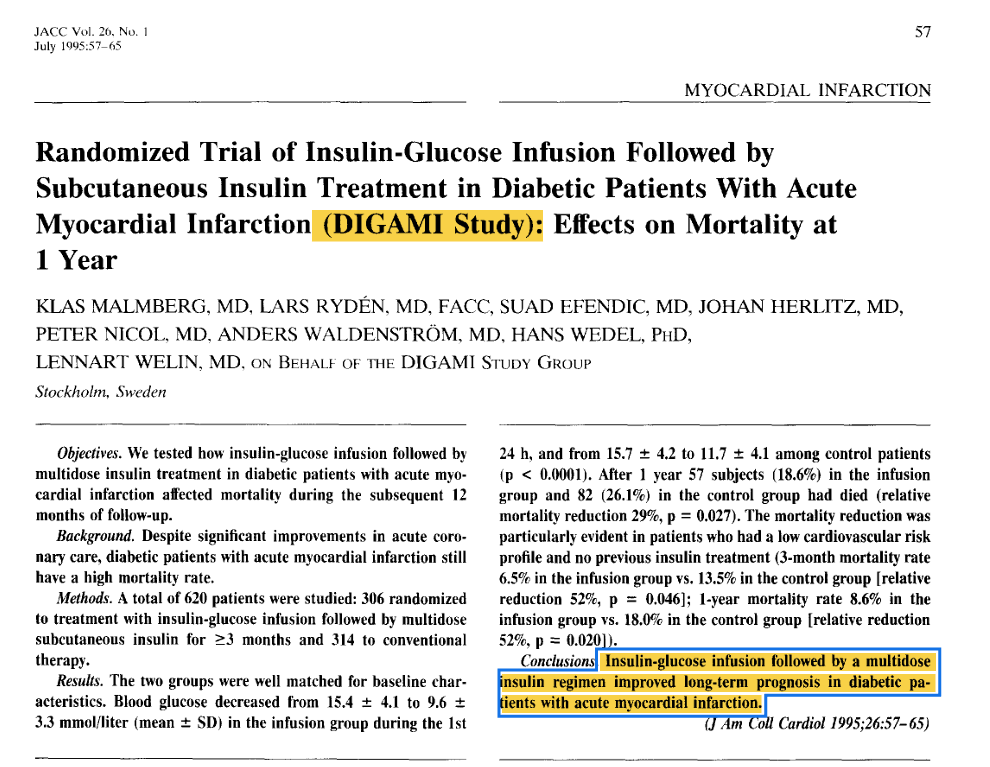 JACC Vol. 26, No. 1
July 1995:57–65
57
MYOCARDIAL INFARCTION
Randomized Trial of Insulin-Glucose Infusion Followed by
Subcutaneous Insulin Treatment in Diabetic Patients With Acute
Myocardial Infarction (DIGAMI Study): Effects on Mortality at
1 Year
KLAS MALMBERG, MD, LARS RYDÉN, MD, FACC, SUAD EFENDIC, MD, JOHAN HERLITZ, MD,
PETER NICOL, MD, ANDERS WALDENSTRÖM, MD, HANS WEDEL, PHD,
LENNART WELIN, MD, ON BEHALF OF THE DIGAMI STUDY GROUP
Stockholm, Sweden
Objectives. We tested how insulin-glucose infusion followed by
multidose insulin treatment in diabetic patients with acute myo-
cardial infarction affected mortality during the subsequent 12
months of follow-up.
Background. Despite significant improvements in acute coro-
nary care, diabetic patients with acute myocardial infarction still
have a high mortality rate.
Methods. A total of 620 patients were studied: 306 randomized
to treatment with insulin-glucose infusion followed by multidose
subcutaneous insulin for ≥3 months and 314 to conventional
therapy.
Results. The two groups were well matched for baseline char-
acteristics. Blood glucose decreased from 15.4 ± 4.1 to 9.6 ±
3.3 mmol/liter (mean ± SD) in the infusion group during the 1st
24 h, and from 15.7 ± 4.2 to 11.7 ± 4.1 among control patients
(p < 0.0001). After 1 year 57 subjects (18.6%) in the infusion
group and 82 (26.1%) in the control group had died (relative
mortality reduction 29%, p = 0.027). The mortality reduction was
particularly evident in patients who had a low cardiovascular risk
profile and no previous insulin treatment (3-month mortality rate
6.5% in the infusion group vs. 13.5% in the control group [relative
reduction 52%, p = 0.046]; 1-year mortality rate 8.6% in the
infusion group vs. 18.0% in the control group [relative reduction
52%, p = 0.020]).
Conclusions. Insulin-glucose infusion followed by a multidose
insulin regimen improved long-term prognosis in diabetic pa-
tients with acute myocardial infarction.
(J Am Coll Cardiol 1995;26:57–65)